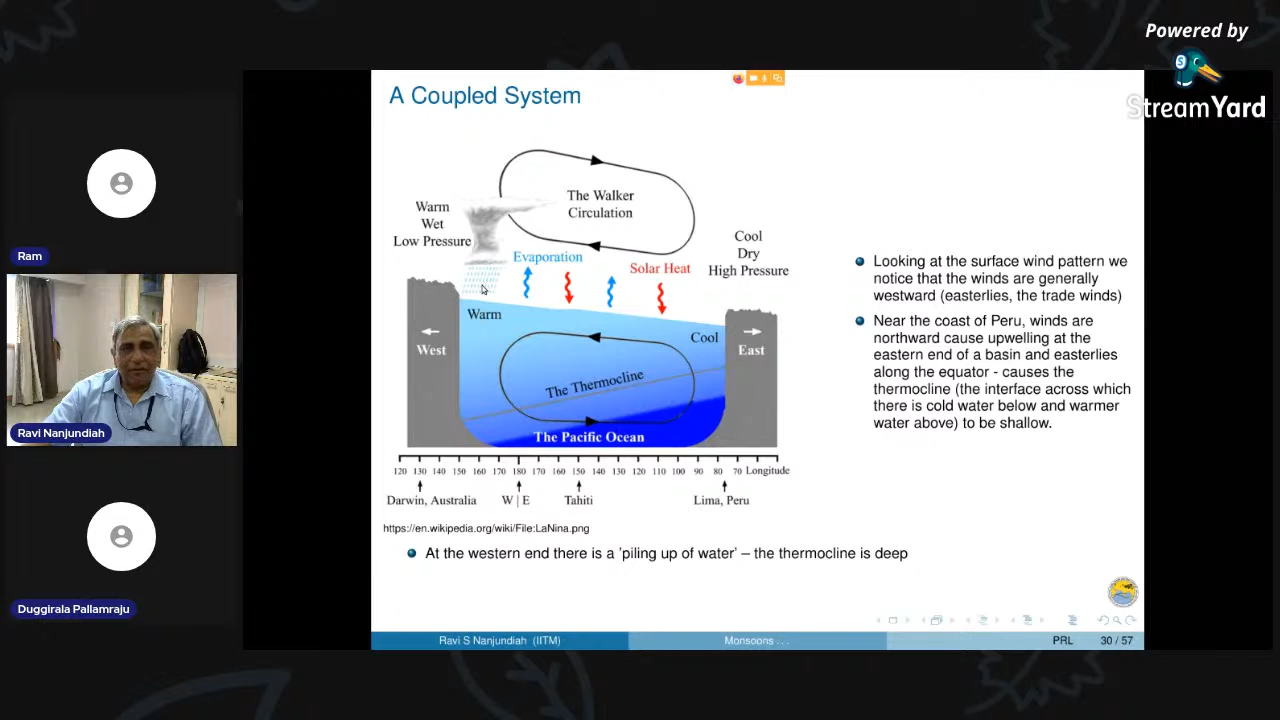 Powered by
StreamYard
Ram
Ravi Nanjundiah
Duggirala Pallamraju
A Coupled System
The Walker
Circulation
Warm
Wet
Low Pressure
Cool
Dry
High Pressure
Evaporation
Solar Heat
Warm
Cool
West
East
The Thermocline
The Pacific Ocean
120 130 140 150 160 170 180 170 160 150 140 130 120 110 100 90 80 70 Longitude
Darwin, Australia W | E Tahiti Lima, Peru
https://en.wikipedia.org/wiki/File:LaNina.png
Looking at the surface wind pattern we
notice that the winds are generally
westward (easterlies, the trade winds)
Near the coast of Peru, winds are
northward cause upwelling at the
eastern end of a basin and easterlies
along the equator - causes the
thermocline (the interface across which
there is cold water below and warmer
water above) to be shallow.
At the western end there is a 'piling up of water' – the thermocline is deep
Ravi S Nanjundiah (IITM) Monsoons ... PRL 30 / 57